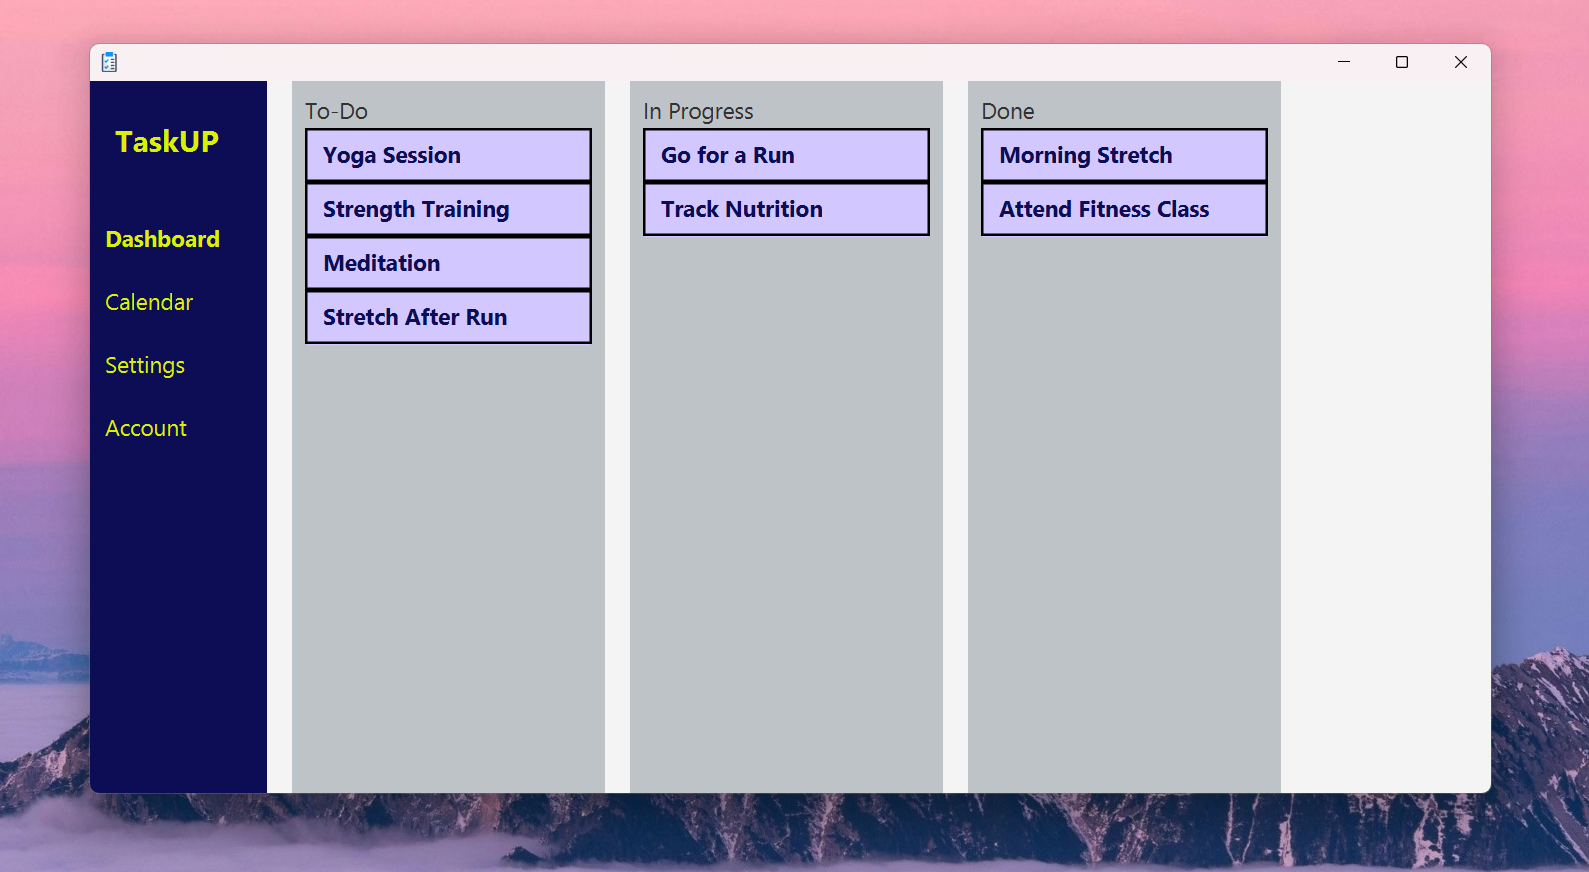 TaskUP
Dashboard
Calendar
Settings
Account
To-Do
Yoga Session
Strength Training
Meditation
Stretch After Run
In Progress
Go for a Run
Track Nutrition
Done
Morning Stretch
Attend Fitness Class